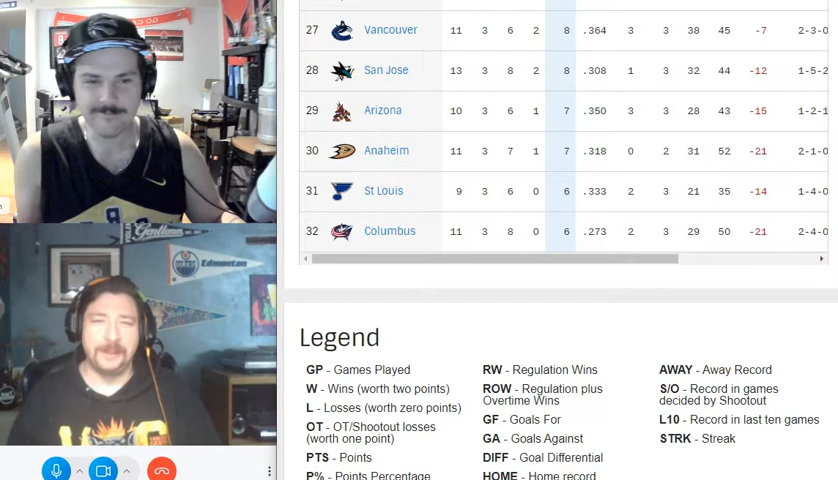 27 Vancouver 11 3 6 2 8 .364 3 3 38 45 -7 2-3-0
28 San Jose 13 3 8 2 8 .308 1 3 32 44 -12 1-5-2
29 Arizona 10 3 6 1 7 .350 3 3 28 43 -15 1-2-1
30 Anaheim 11 3 7 1 7 .318 0 2 31 52 -21 2-1-0
31 St Louis 9 3 6 0 6 .333 2 3 21 35 -14 1-4-0
32 Columbus 11 3 8 0 6 .273 2 3 29 50 -21 2-4-0
Gentlemen
Edmonton
Legend
GP - Games Played
W - Wins (worth two points)
L - Losses (worth zero points)
OT - OT/Shootout losses
(worth one point)
PTS - Points
P% - Points Percentage
RW - Regulation Wins
ROW - Regulation plus
Overtime Wins
GF - Goals For
GA - Goals Against
DIFF - Goal Differential
HOME - Home record
AWAY - Away Record
S/O - Record in games
decided by Shootout
L10 - Record in last ten games
STRK - Streak